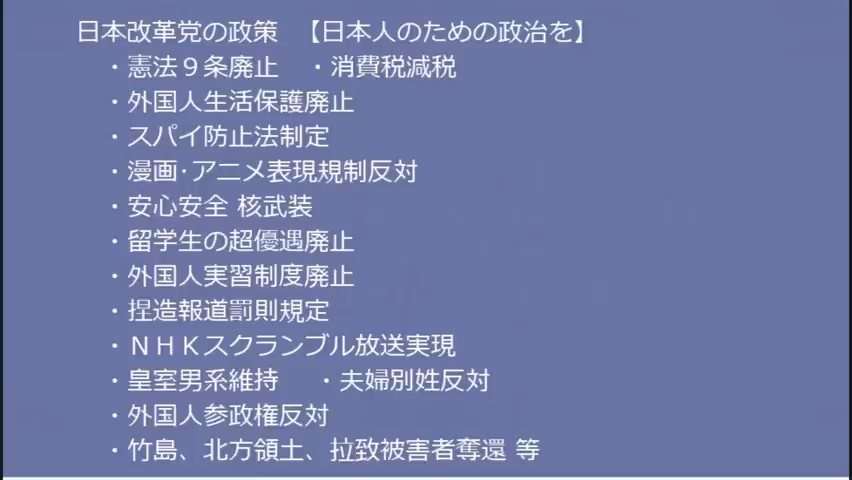 日本改革党の政策 【日本人のための政治を】
・憲法９条廃止 ・消費税減税
・外国人生活保護廃止
・スパイ防止法制定
・漫画･アニメ表現規制反対
・安心安全 核武装
・留学生の超優遇廃止
・外国人実習制度廃止
・捏造報道罰則規定
・ＮＨＫスクランブル放送実現
・皇室男系維持 ・夫婦別姓反対
・外国人参政権反対
・竹島、北方領土、拉致被害者奪還 等